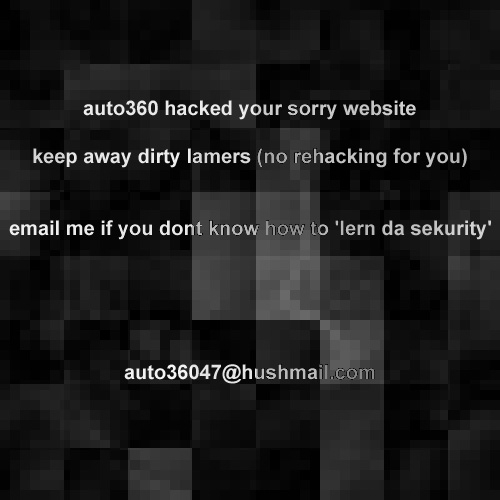 auto360 hacked your sorry website
keep away dirty lamers (no rehacking for you)
email me if you dont know how to 'lern da sekurity'
auto36047@hushmail.com